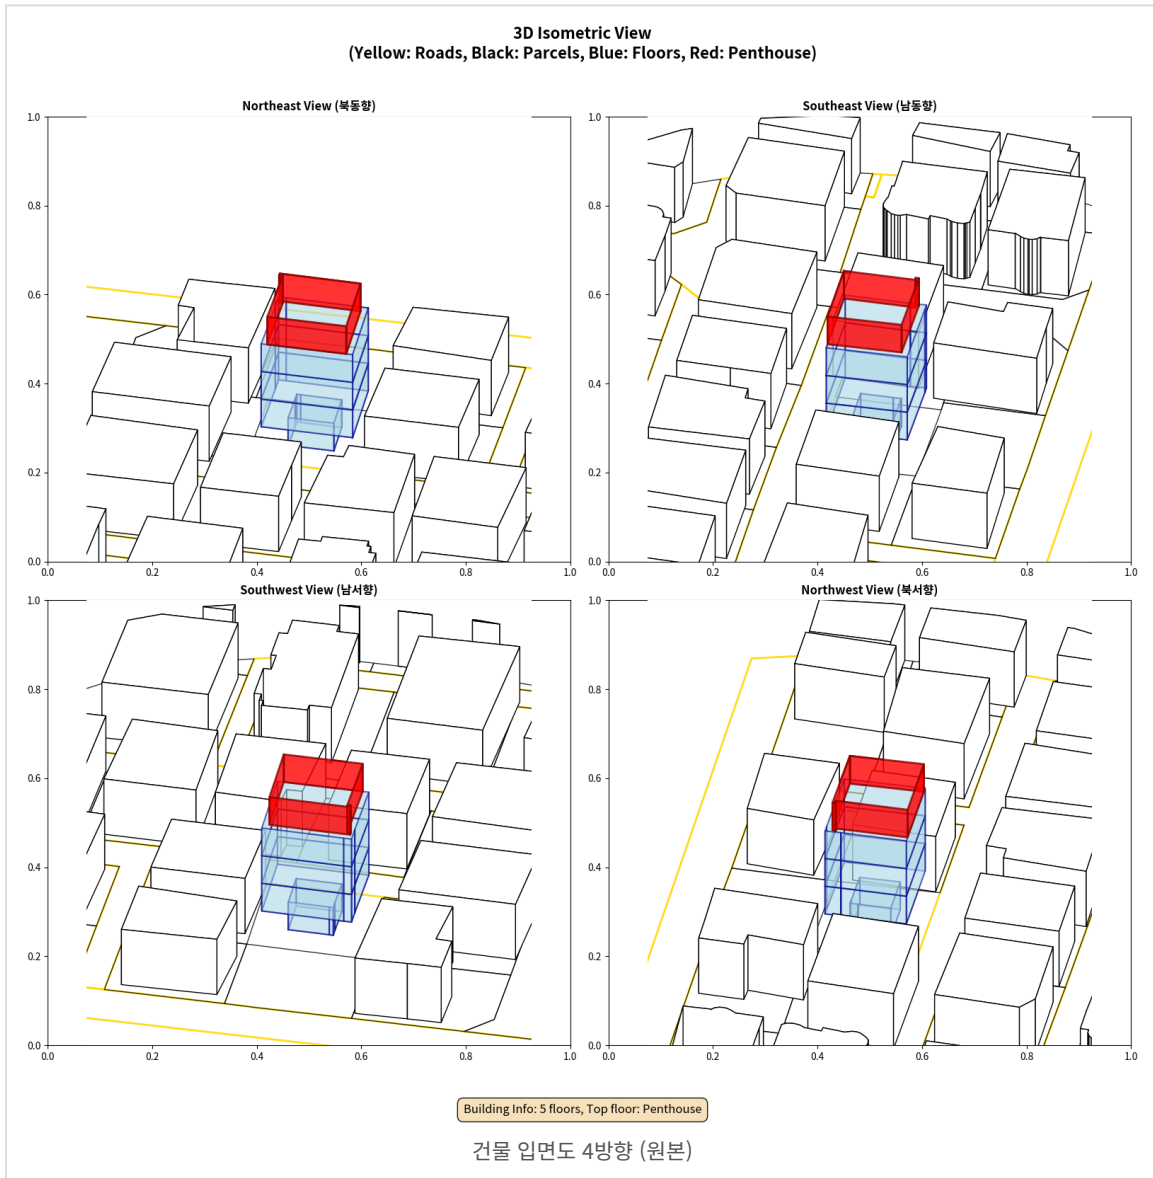 3D Isometric View
(Yellow: Roads, Black: Parcels, Blue: Floors, Red: Penthouse)
Northeast View (북동향)
1.0
0.8
0.6
0.4
0.2
0.0
0.0 0.2 0.4 0.6 0.8 1.0
Southeast View (남동향)
1.0
0.8
0.6
0.4
0.2
0.0
0.0 0.2 0.4 0.6 0.8 1.0
Southwest View (남서향)
1.0
0.8
0.6
0.4
0.2
0.0
0.0 0.2 0.4 0.6 0.8 1.0
Northwest View (북서향)
1.0
0.8
0.6
0.4
0.2
0.0
0.0 0.2 0.4 0.6 0.8 1.0
Building Info: 5 floors, Top floor: Penthouse
건물 입면도 4방향 (원본)